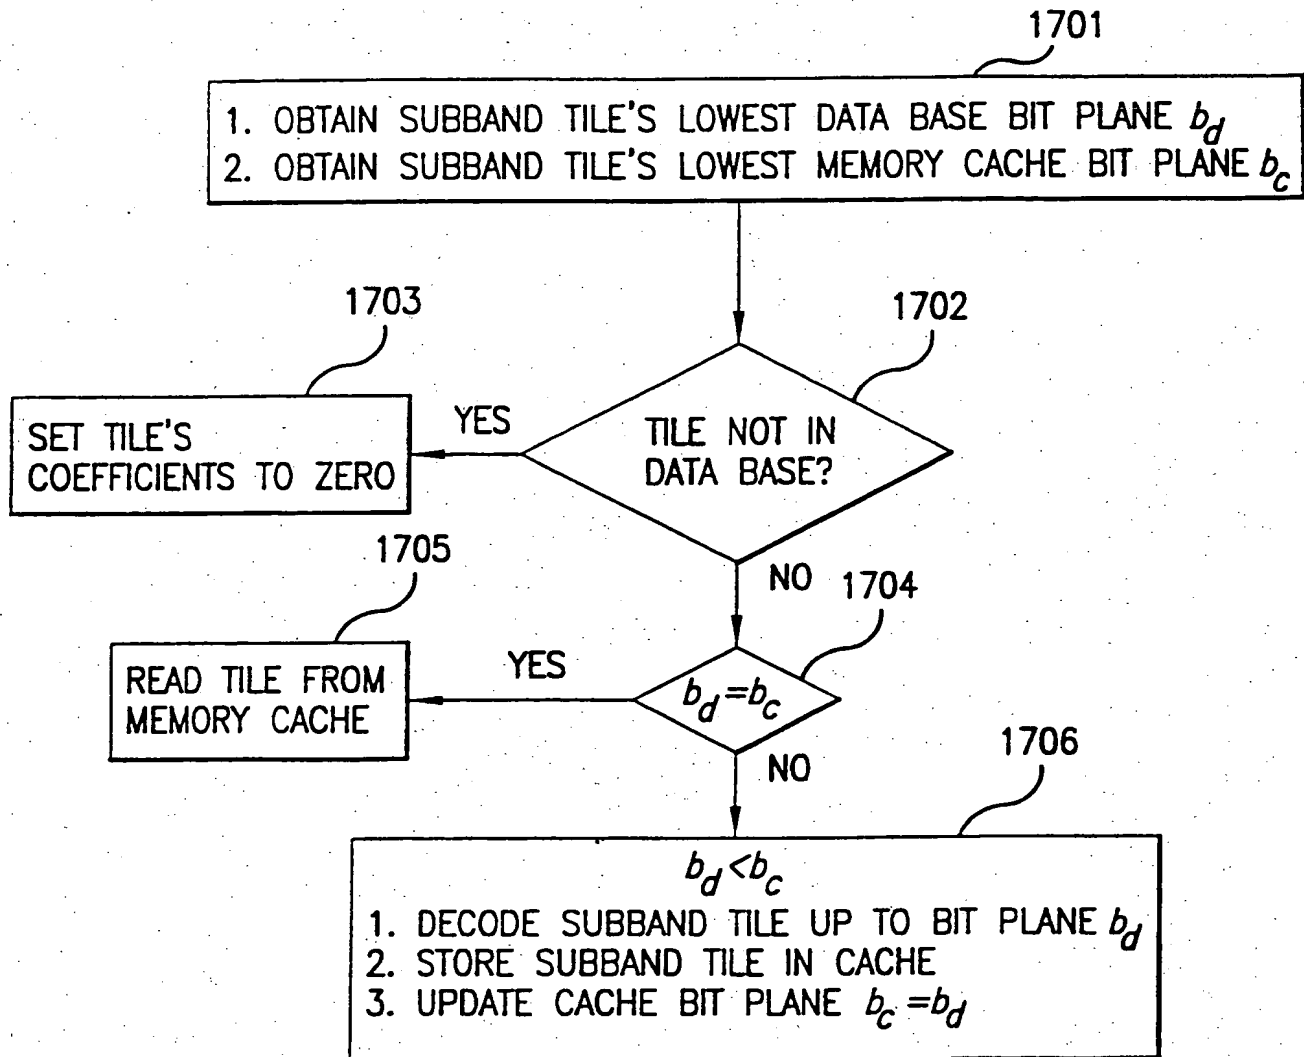 1701
1. OBTAIN SUBBAND TILE'S LOWEST DATA BASE BIT PLANE b_d
2. OBTAIN SUBBAND TILE'S LOWEST MEMORY CACHE BIT PLANE b_c
1703
1702
SET TILE'S
COEFFICIENTS TO ZERO
YES
TILE NOT IN
DATA BASE?
1705
NO
1704
READ TILE FROM
MEMORY CACHE
YES
b_d=b_c
NO
1706
b_d<b_c
1. DECODE SUBBAND TILE UP TO BIT PLANE b_d
2. STORE SUBBAND TILE IN CACHE
3. UPDATE CACHE BIT PLANE b_c=b_d